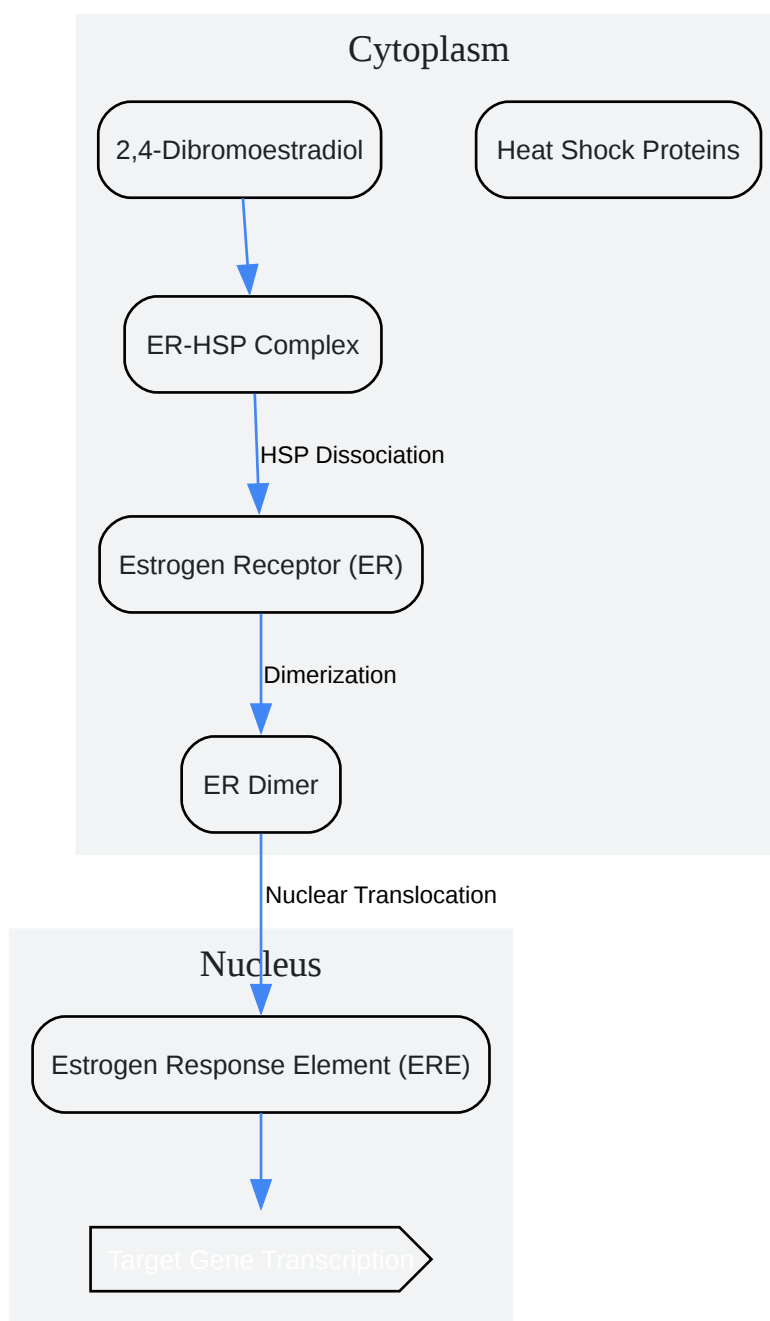 Cytoplasm
2,4-Dibromoestradiol
Heat Shock Proteins
ER-HSP Complex
HSP Dissociation
Estrogen Receptor (ER)
Dimerization
ER Dimer
Nuclear Translocation
Nucleus
Estrogen Response Element (ERE)
Target Gene Transcription